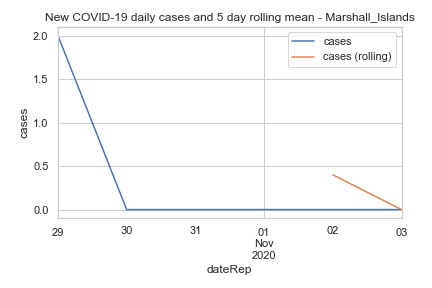 New COVID-19 daily cases and 5 day rolling mean - Marshall_Islands
cases
cases (rolling)
cases
2.0
1.5
1.0
0.5
0.0
29 30 31 01 02 03
Nov
2020
dateRep